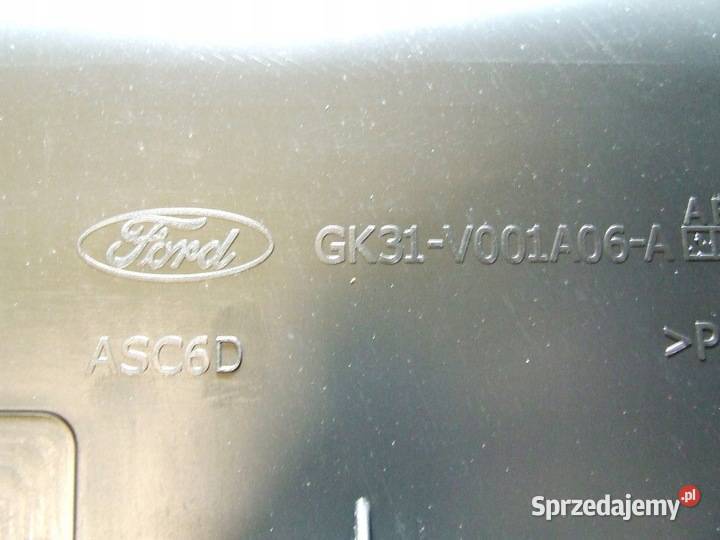 Ford GK31-V001A06-A
ASC6D
Sprzedajemy.pl